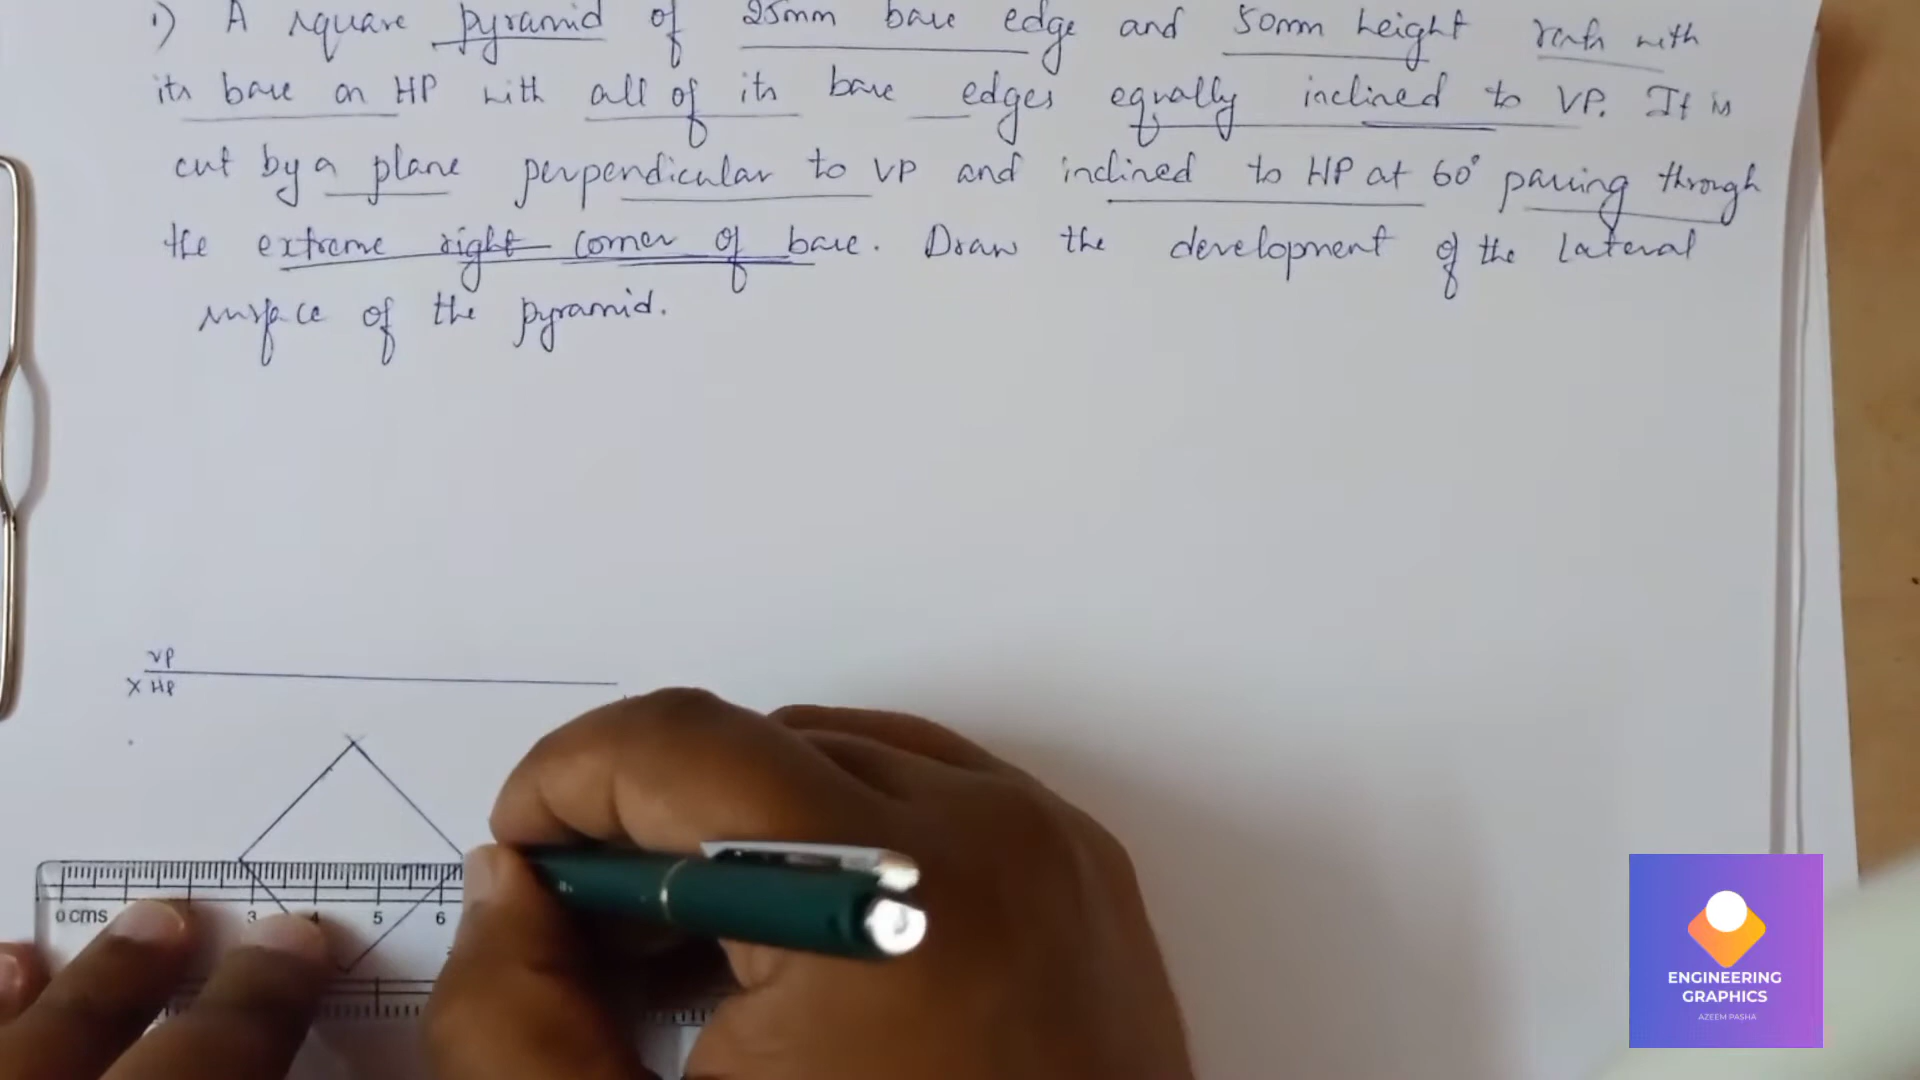 1) A square pyramid of 25mm base edge and 50mm height rests with
its base on HP with all of its base edges equally inclined to VP. It is
cut by a plane perpendicular to VP and inclined to HP at 60° passing through
the extreme right corner of base. Draw the development of the lateral
surface of the pyramid.
VP
X HP
0 cms 3 4 5 6
ENGINEERING
GRAPHICS
AZEEM PASHA